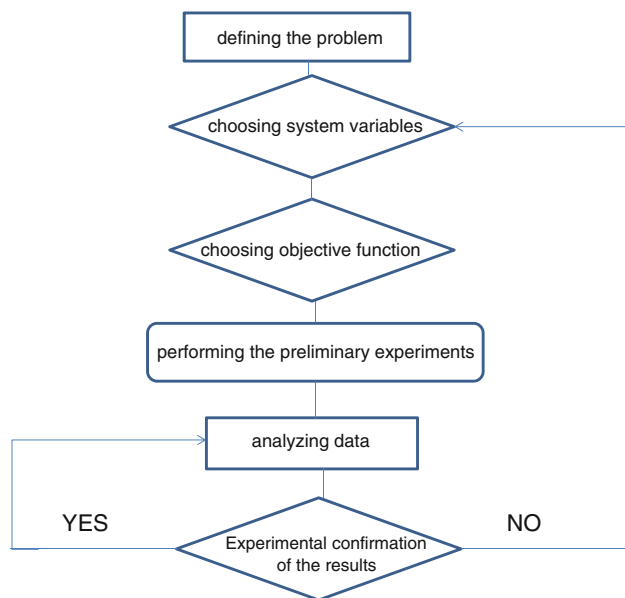 defining the problem
choosing system variables
choosing objective function
performing the preliminary experiments
analyzing data
YES
NO
Experimental confirmation
of the results